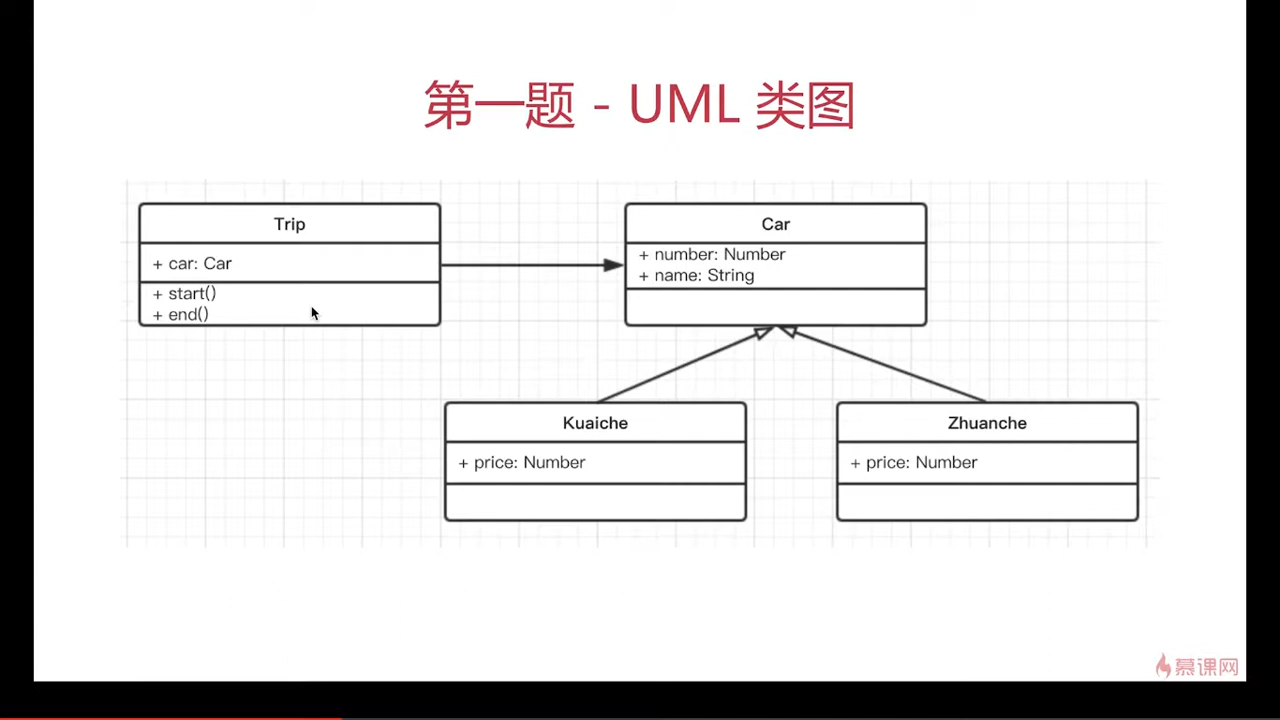 第一题 - UML 类图
Trip
+ car: Car
+ start()
+ end()
Car
+ number: Number
+ name: String
Kuaiche
+ price: Number
Zhuanche
+ price: Number
慕课网